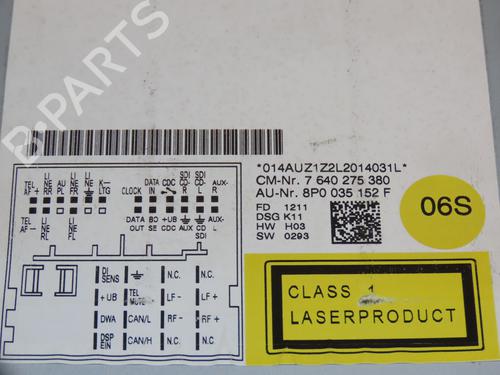 B-PARTS
*014AUZ1Z2L2014031L*
CM-Nr. 7 640 275 380
AU-Nr. 8P0 035 152 F
FD 1211
DSG K11
HW H03
SW 0293
06S
CLASS 1
LASERPRODUCT
TEL AF+ LI NE RR AU PL LI NE FR LI NE K- LTG
CLOCK DATA IN CDC SDI CD- R SDI CD- L AUX- R
TEL AF- LI NE RL LI NE FL
DATA OUT BO SE +UB CDC AUX CD SDI AUX- L
DI SENS N.C. N.C.
+UB TEL MUTE LF- LF+
DWA CAN/L RF- RF+
DSP EIN CAN/H N.C. N.C.